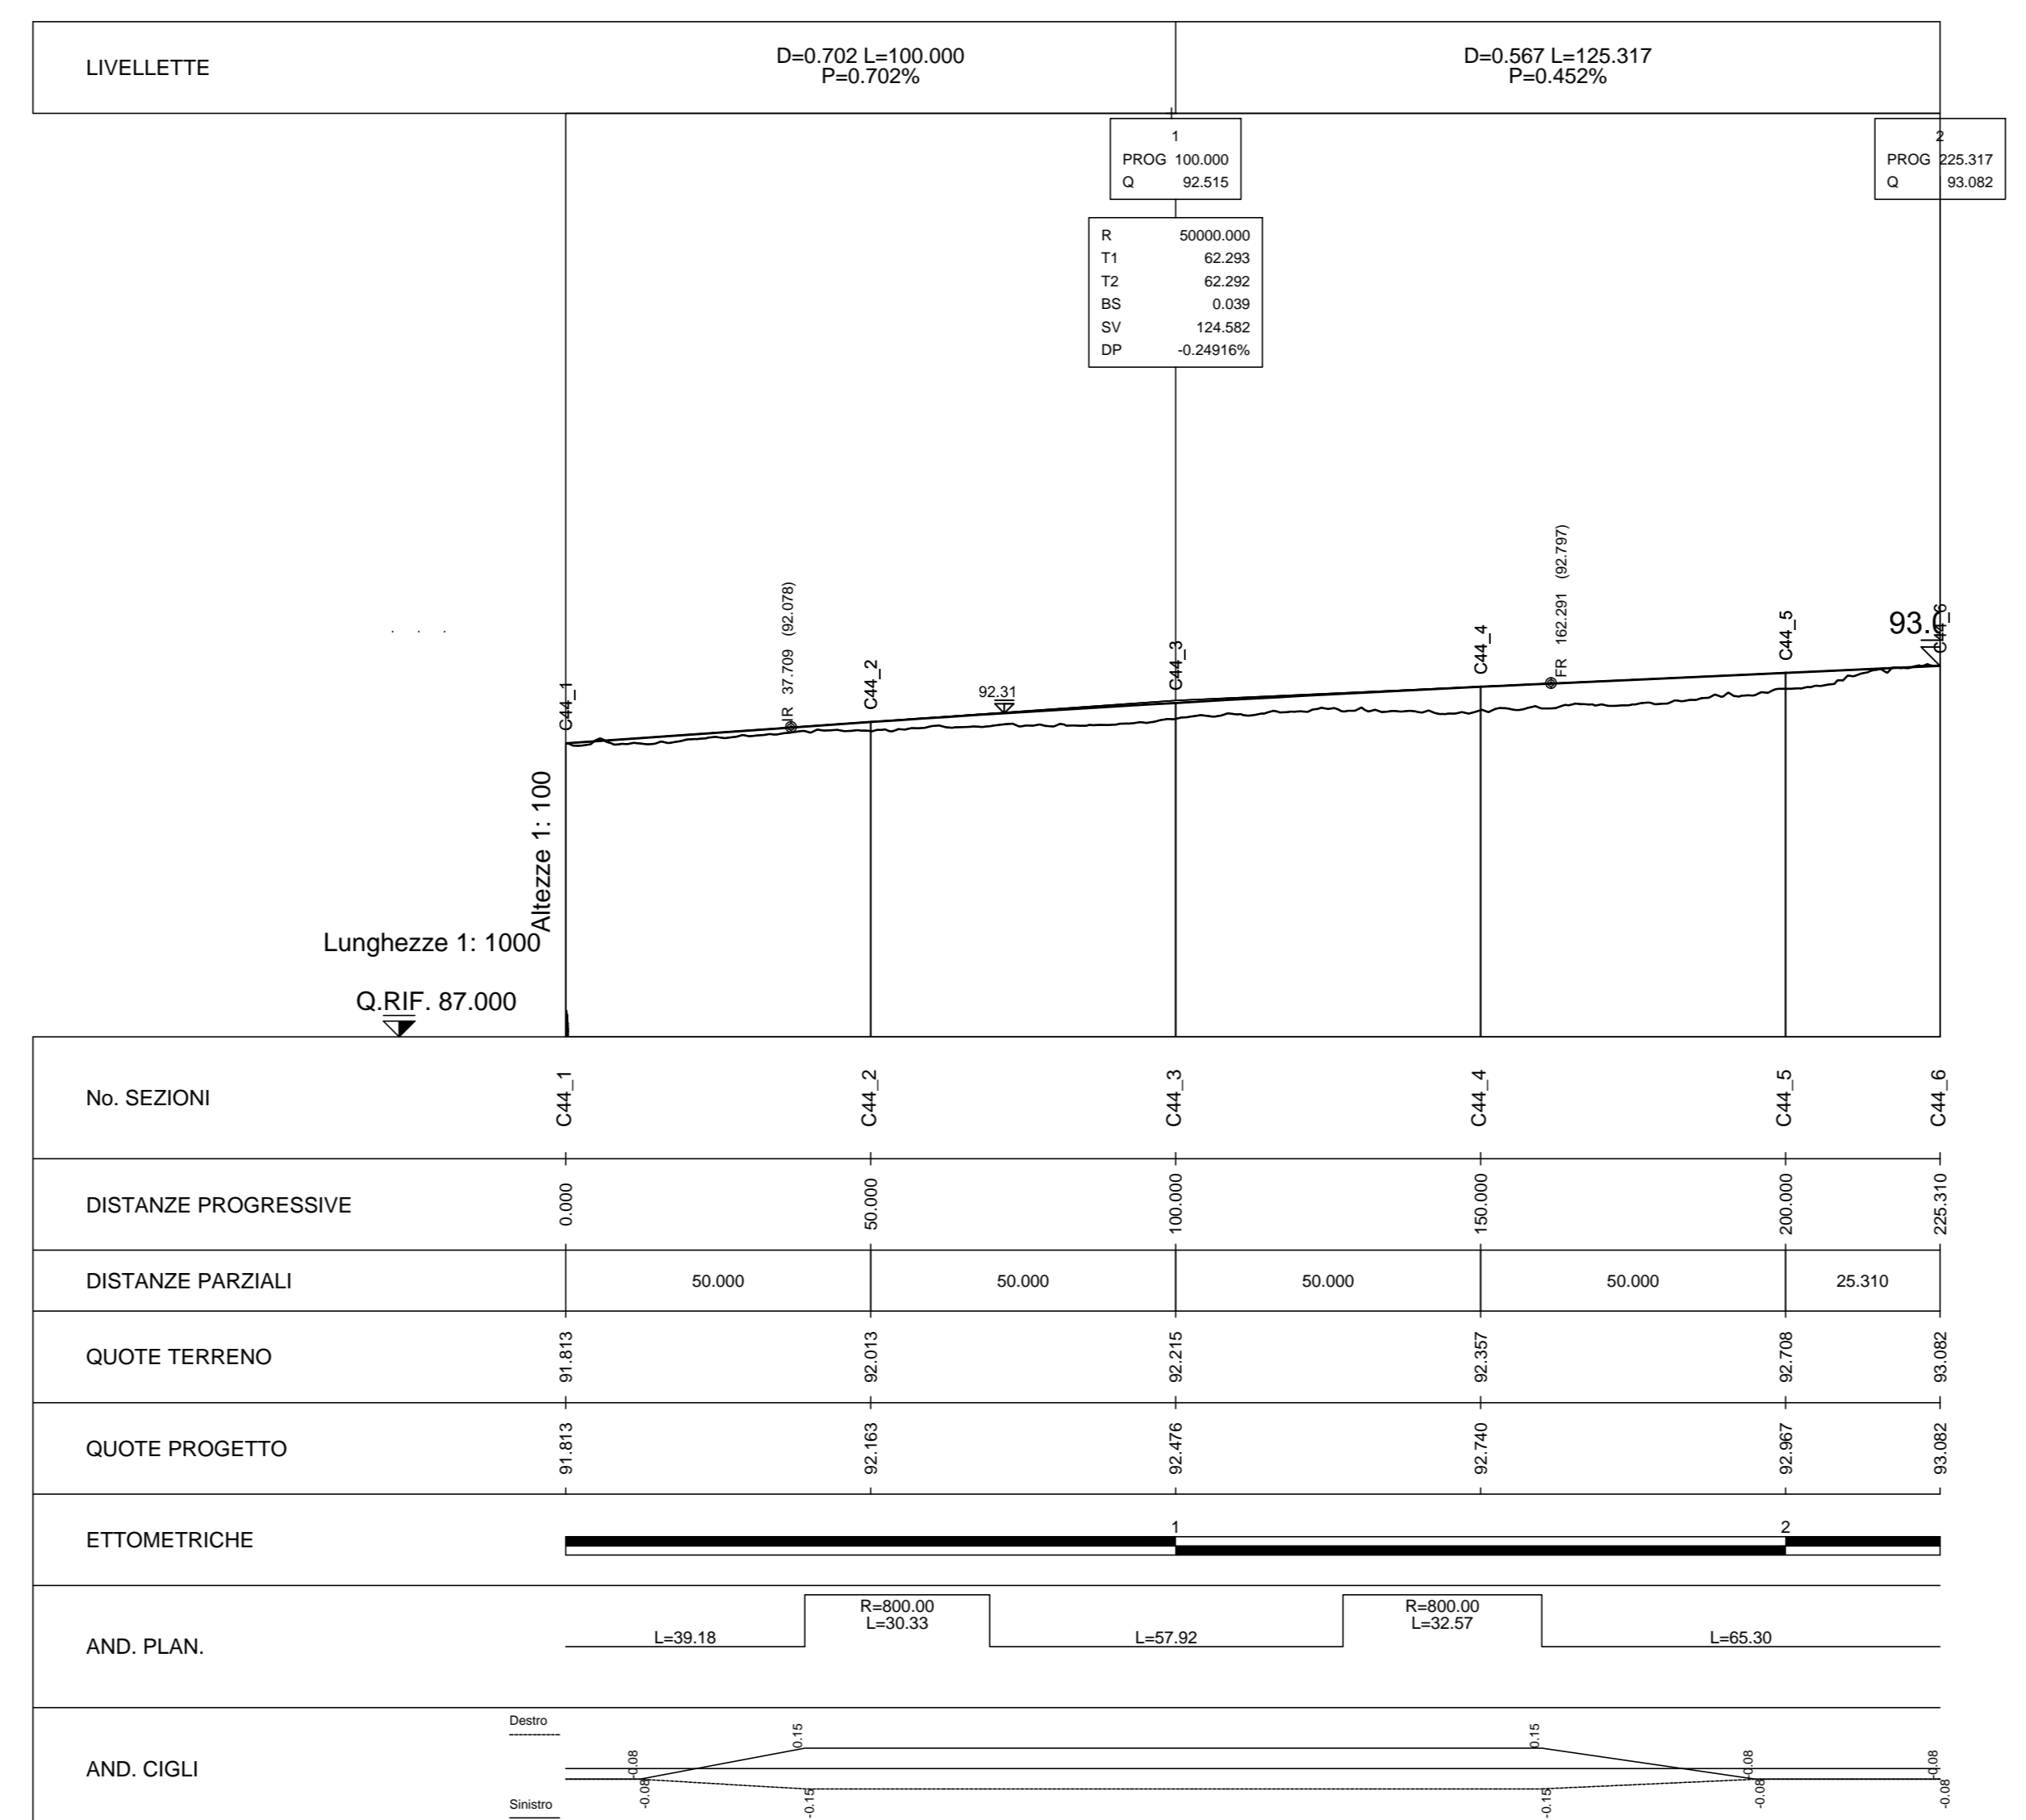 LIVELLETTE
D=0.702 L=100.000
P=0.702%
D=0.567 L=125.317
P=0.452%
1
PROG 100.000
Q 92.515
2
PROG 225.317
Q 93.082
R 50000.000
T1 62.293
T2 62.292
BS 0.039
SV 124.582
DP -0.24916%
C44_1
IR 37.709 (92.078)
C44_2
92.31
C44_3
C44_4
FR 162.291 (92.797)
C44_5
C44_6
Altezze 1: 100
Lunghezze 1: 1000
Q.RIF. 87.000
No. SEZIONI
C44_1 C44_2 C44_3 C44_4 C44_5 C44_6
DISTANZE PROGRESSIVE
0.000 50.000 100.000 150.000 200.000 225.310
DISTANZE PARZIALI
50.000 50.000 50.000 50.000 25.310
QUOTE TERRENO
91.813 92.013 92.215 92.357 92.708 93.082
QUOTE PROGETTO
91.813 92.163 92.476 92.740 92.967 93.082
ETTOMETRICHE
1 2
AND. PLAN.
L=39.18
R=800.00
L=30.33
L=57.92
R=800.00
L=32.57
L=65.30
AND. CIGLI
Destro
-0.08 0.15 0.15 -0.08 -0.08
-0.08 -0.15 -0.15 -0.08 -0.08
Sinistro